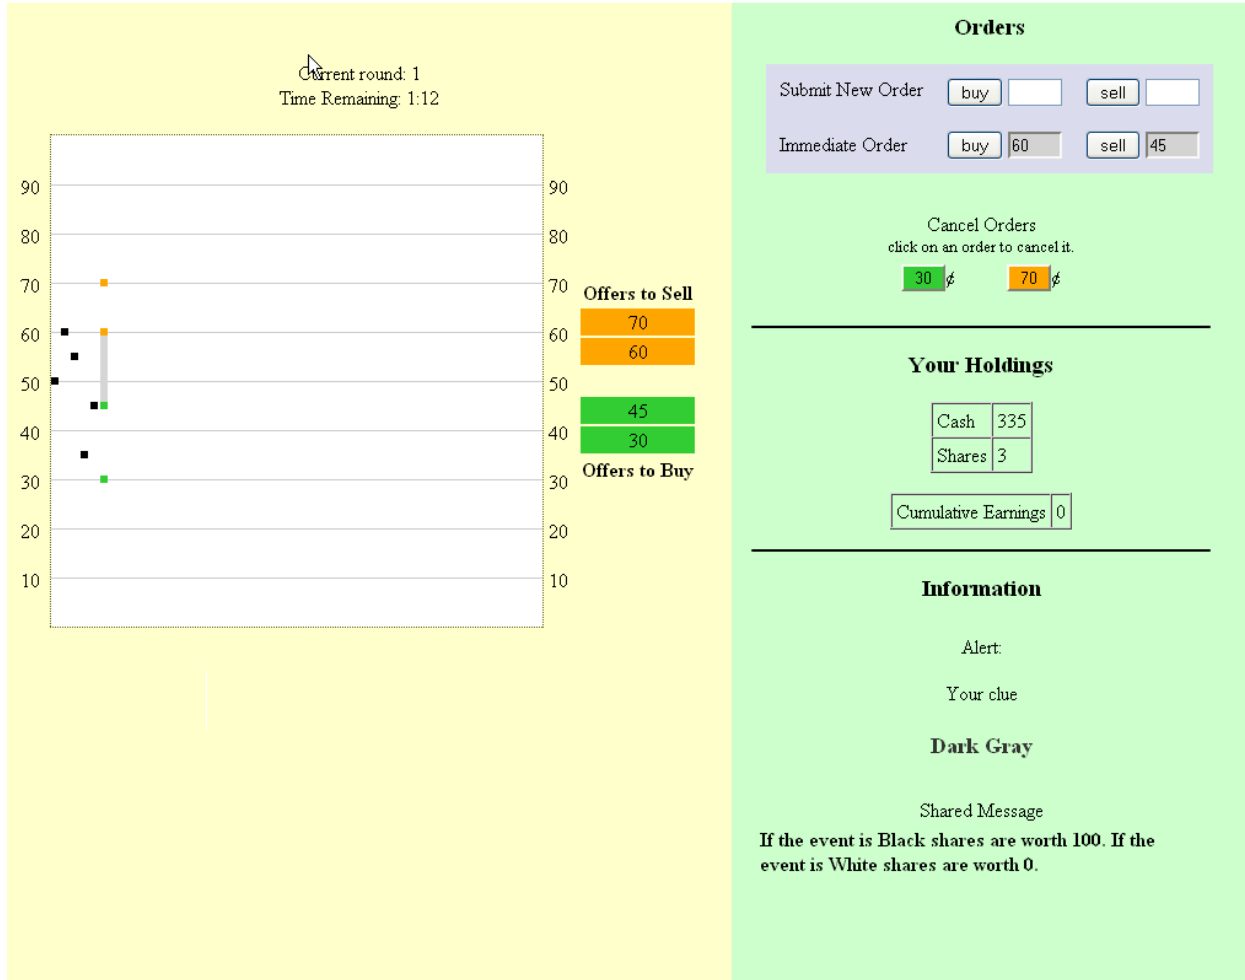 Current round: 1
Time Remaining: 1:12
90 90
80 80
70 70
60 60
50 50
40 40
30 30
20 20
10 10
Offers to Sell
70
60
45
30
Offers to Buy
Orders
Submit New Order buy sell
Immediate Order buy 60 sell 45
Cancel Orders
click on an order to cancel it.
30 ¢ 70 ¢
Your Holdings
Cash 335
Shares 3
Cumulative Earnings 0
Information
Alert:
Your clue
Dark Gray
Shared Message
If the event is Black shares are worth 100. If the
event is White shares are worth 0.